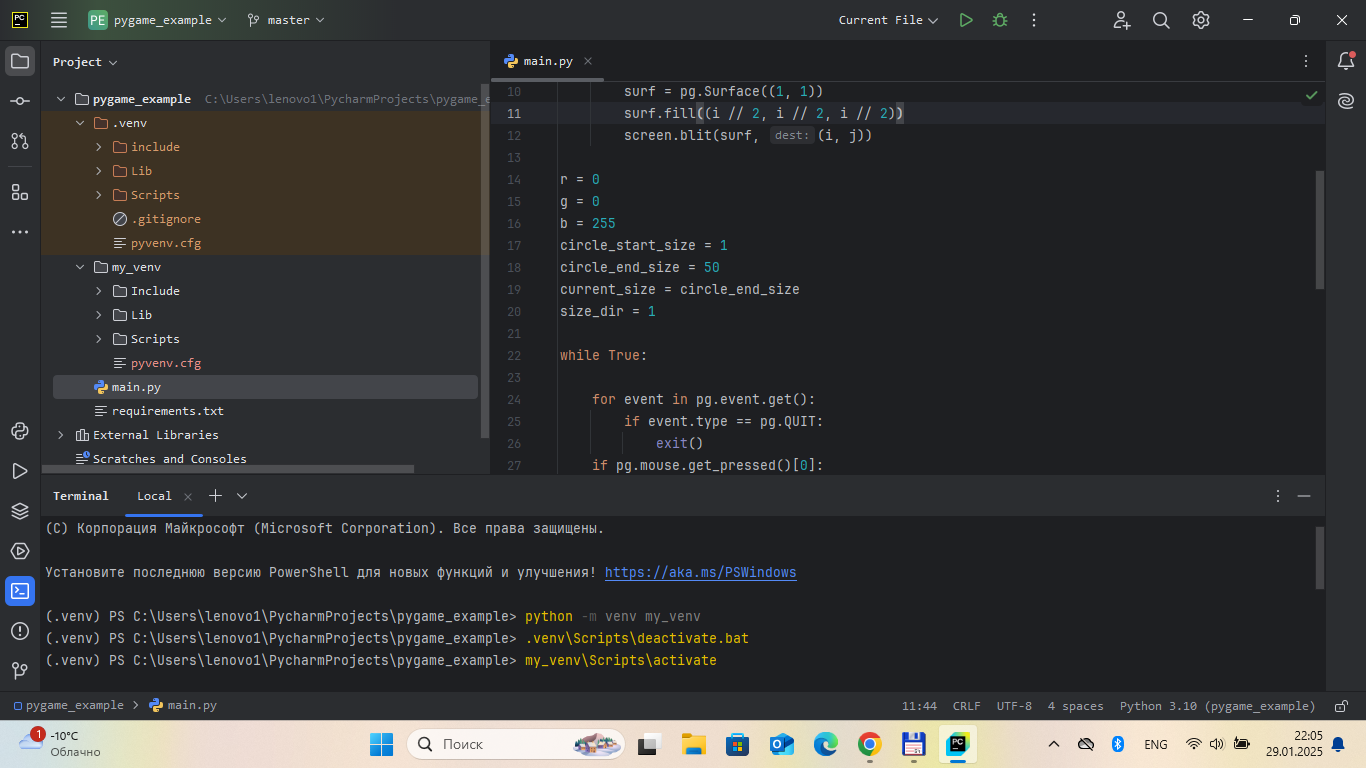 PC
PE pygame_example
master
Current File
Project
main.py
pygame_example C:\Users\lenovo1\PycharmProjects\pygame_e
.venv
include
Lib
Scripts
.gitignore
pyvenv.cfg
my_venv
Include
Lib
Scripts
pyvenv.cfg
main.py
requirements.txt
External Libraries
Scratches and Consoles
10 surf = pg.Surface((1, 1))
11 surf.fill((i // 2, i // 2, i // 2))
12 screen.blit(surf, dest: (i, j))
13
14 r = 0
15 g = 0
16 b = 255
17 circle_start_size = 1
18 circle_end_size = 50
19 current_size = circle_end_size
20 size_dir = 1
21
22 while True:
23
24 for event in pg.event.get():
25 if event.type == pg.QUIT:
26 exit()
27 if pg.mouse.get_pressed()[0]:
Terminal Local
(C) Корпорация Майкрософт (Microsoft Corporation). Все права защищены.
Установите последнюю версию PowerShell для новых функций и улучшения! https://aka.ms/PSWindows
(.venv) PS C:\Users\lenovo1\PycharmProjects\pygame_example> python -m venv my_venv
(.venv) PS C:\Users\lenovo1\PycharmProjects\pygame_example> .venv\Scripts\deactivate.bat
(.venv) PS C:\Users\lenovo1\PycharmProjects\pygame_example> my_venv\Scripts\activate
pygame_example > main.py
11:44 CRLF UTF-8 4 spaces Python 3.10 (pygame_example)
1
-10°C
Облачно
Поиск
PC
ENG
22:05
29.01.2025